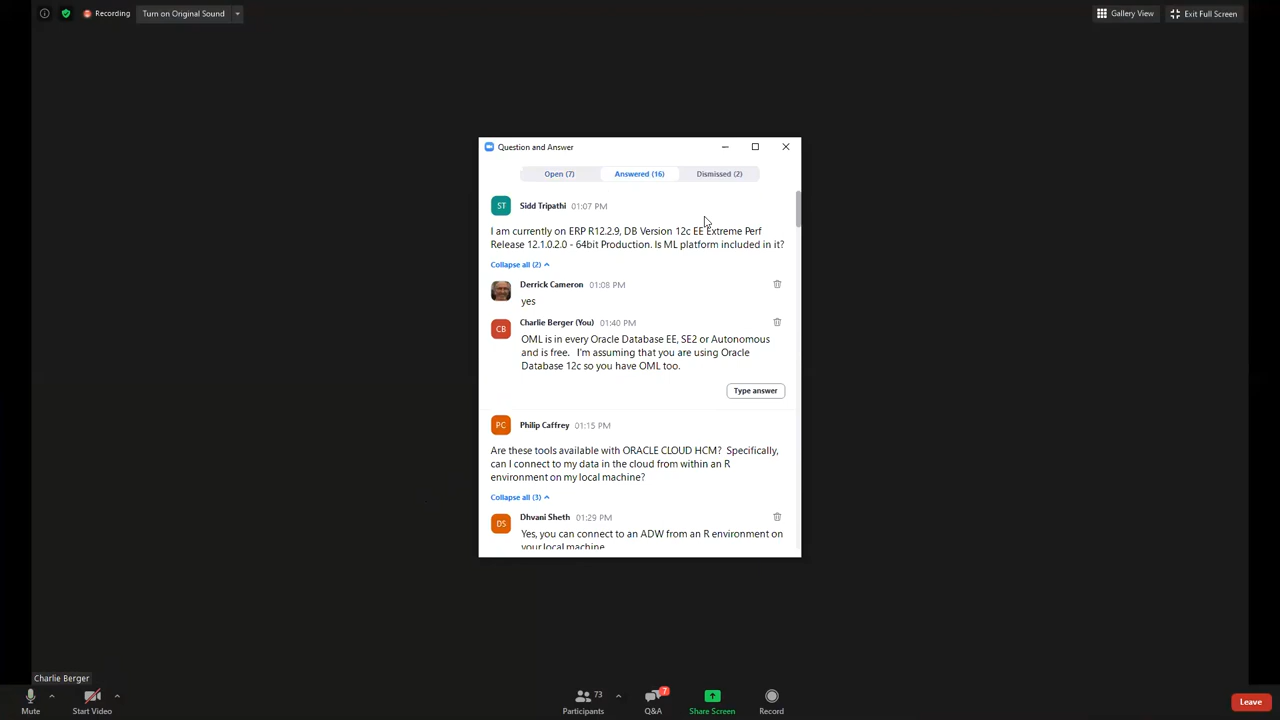 Recording
Turn on Original Sound
Gallery View
Exit Full Screen
Question and Answer
Open (7)
Answered (16)
Dismissed (2)
ST
Sidd Tripathi 01:07 PM
I am currently on ERP R12.2.9, DB Version 12c EE Extreme Perf
Release 12.1.0.2.0 - 64bit Production. Is ML platform included in it?
Collapse all (2)
Derrick Cameron 01:08 PM
yes
CB
Charlie Berger (You) 01:40 PM
OML is in every Oracle Database EE, SE2 or Autonomous
and is free. I'm assuming that you are using Oracle
Database 12c so you have OML too.
Type answer
PC
Philip Caffrey 01:15 PM
Are these tools available with ORACLE CLOUD HCM? Specifically,
can I connect to my data in the cloud from within an R
environment on my local machine?
Collapse all (3)
DS
Dhvani Sheth 01:29 PM
Yes, you can connect to an ADW from an R environment on
your local machine
Charlie Berger
Mute
Start Video
73
Participants
7
Q&A
Share Screen
Record
Leave